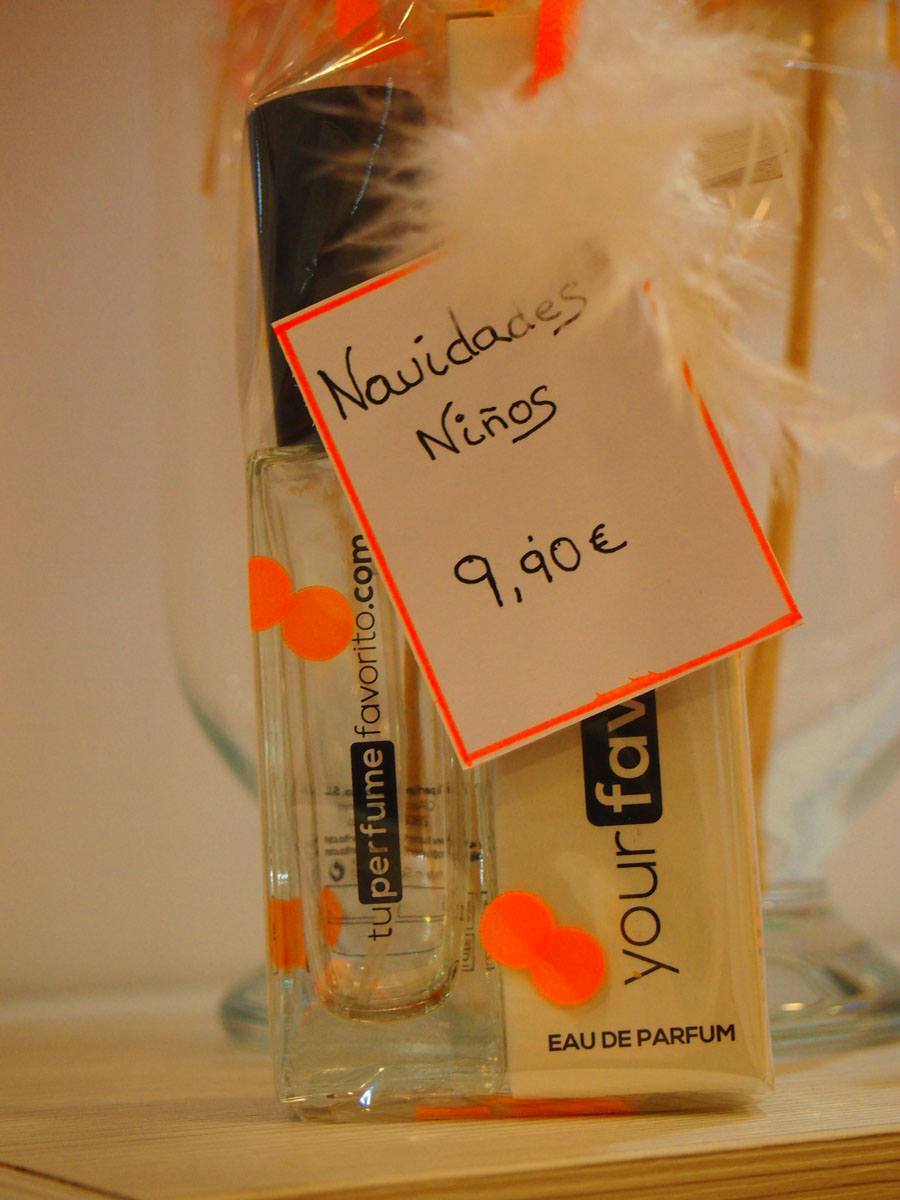 Navidades
Niños
9,90€
tuperfumefavorito.com
yourfav
EAU DE PARFUM